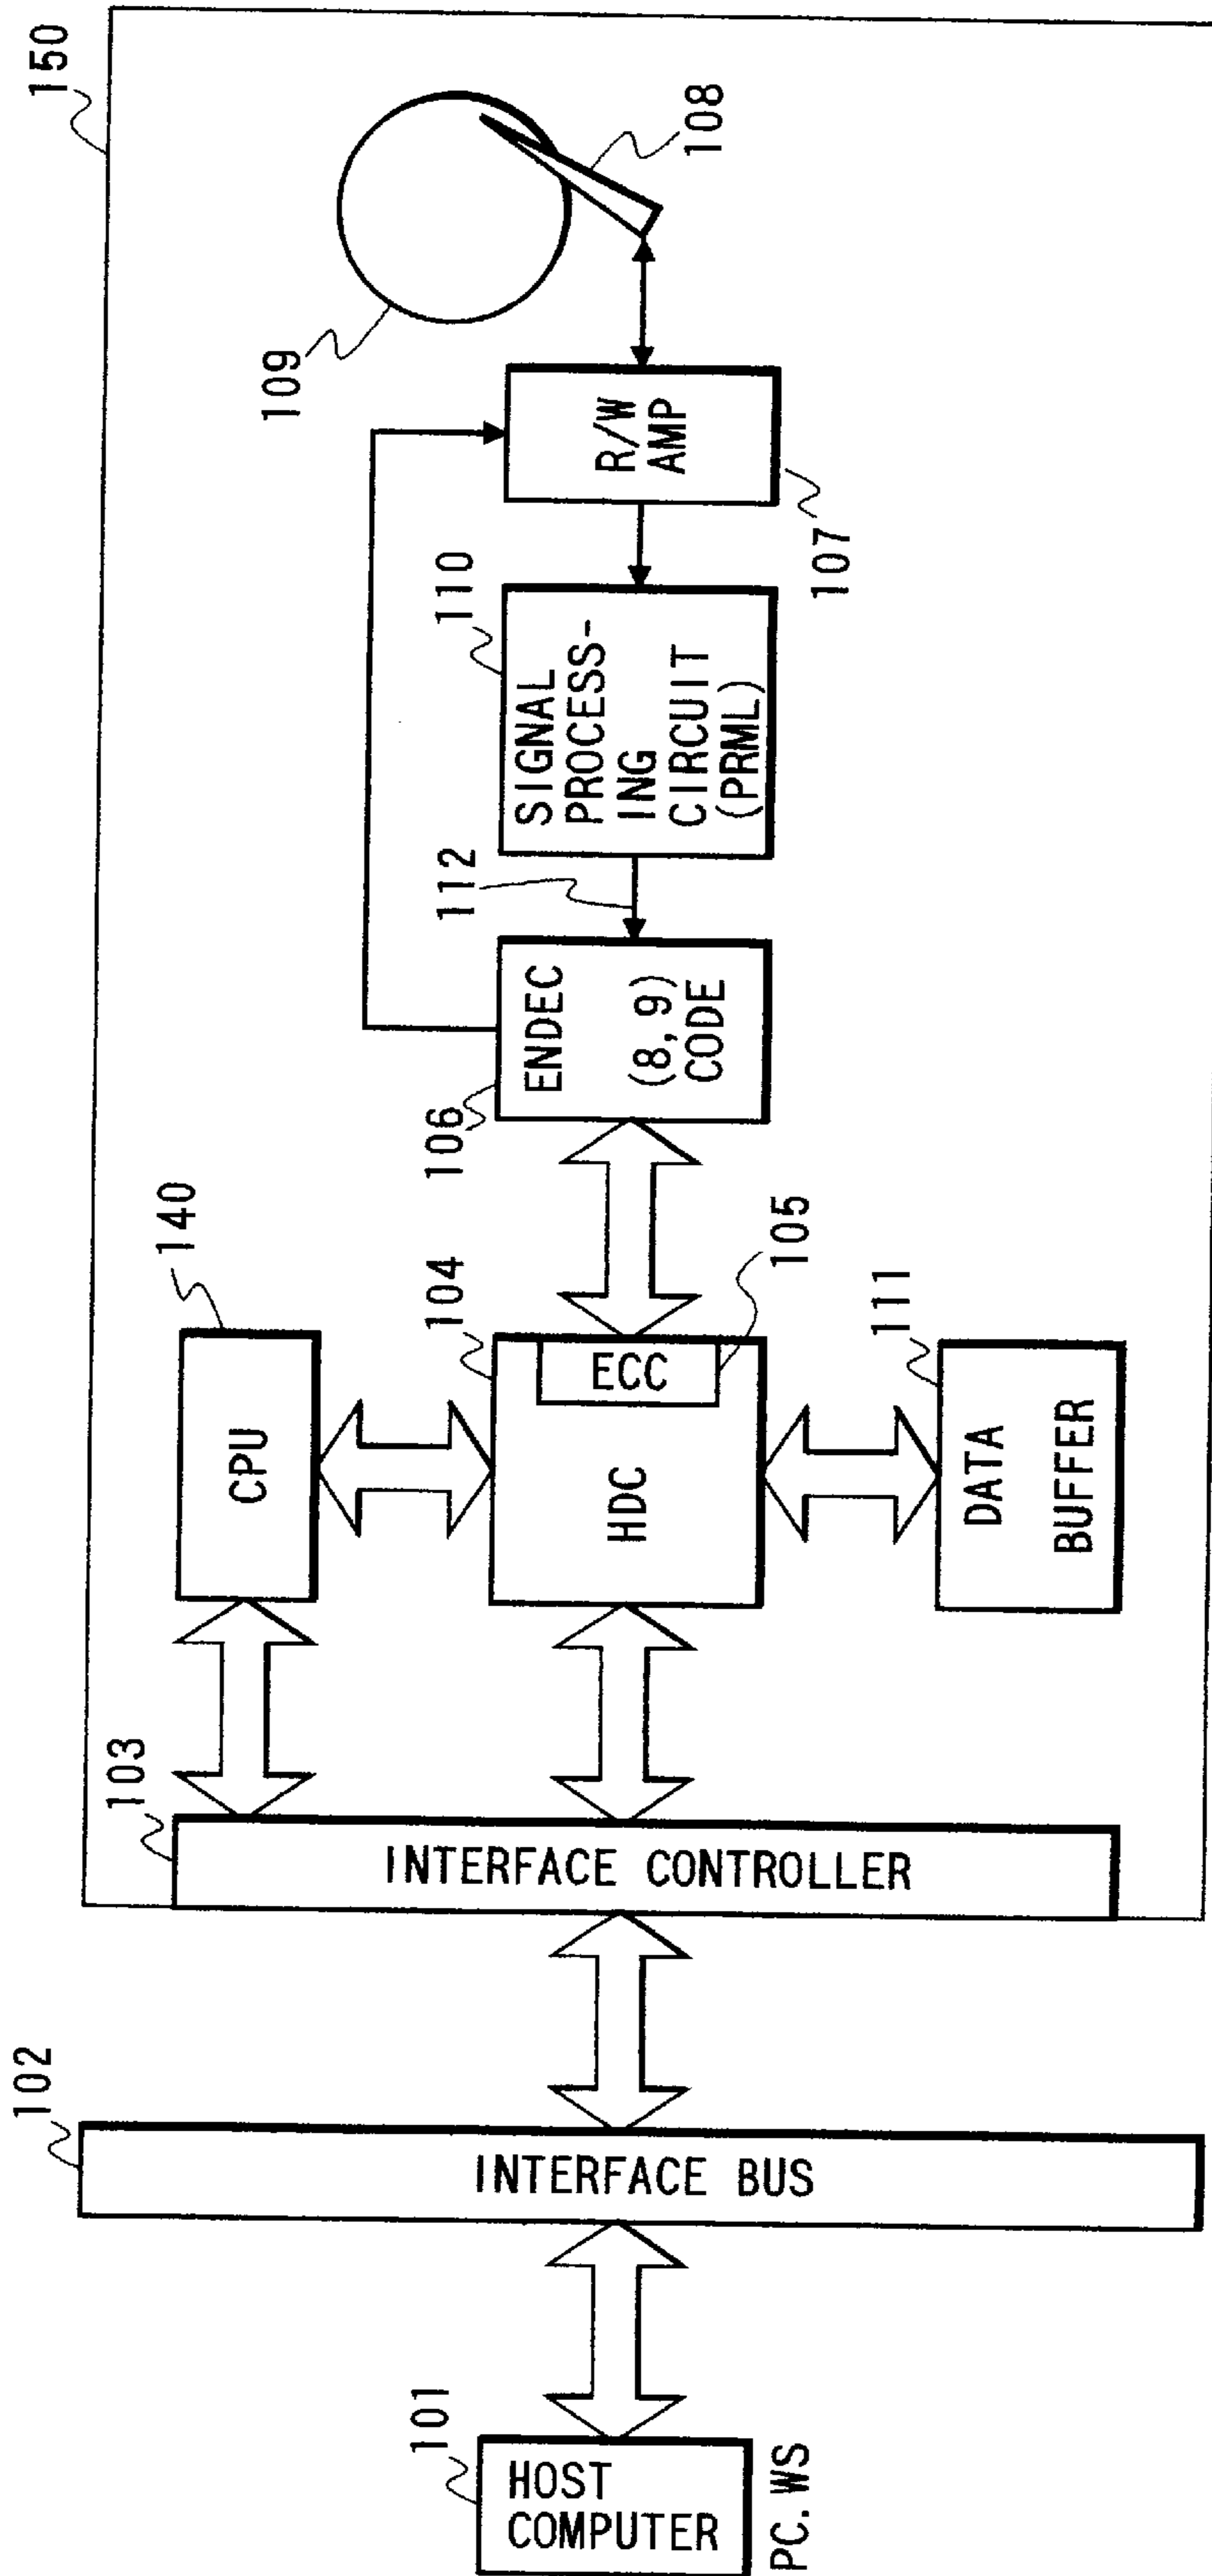 150
109
108
R/W
AMP
107
110
SIGNAL
PROCESS-
ING
CIRCUIT
(PRML)
112
106
ENDEC
(8, 9)
CODE
140
CPU
104
ECC
105
HDC
111
DATA
BUFFER
103
INTERFACE CONTROLLER
102
INTERFACE BUS
101
HOST
COMPUTER
PC.WS